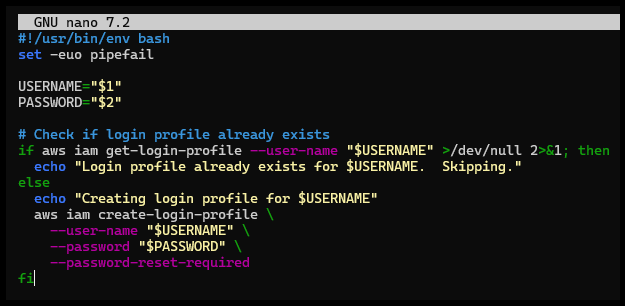 GNU nano 7.2
#!/usr/bin/env bash
set -euo pipefail

USERNAME="$1"
PASSWORD="$2"

# Check if login profile already exists
if aws iam get-login-profile --user-name "$USERNAME" >/dev/null 2>&1; then
  echo "Login profile already exists for $USERNAME.  Skipping."
else
  echo "Creating login profile for $USERNAME"
  aws iam create-login-profile \
    --user-name "$USERNAME" \
    --password "$PASSWORD" \
    --password-reset-required
fi